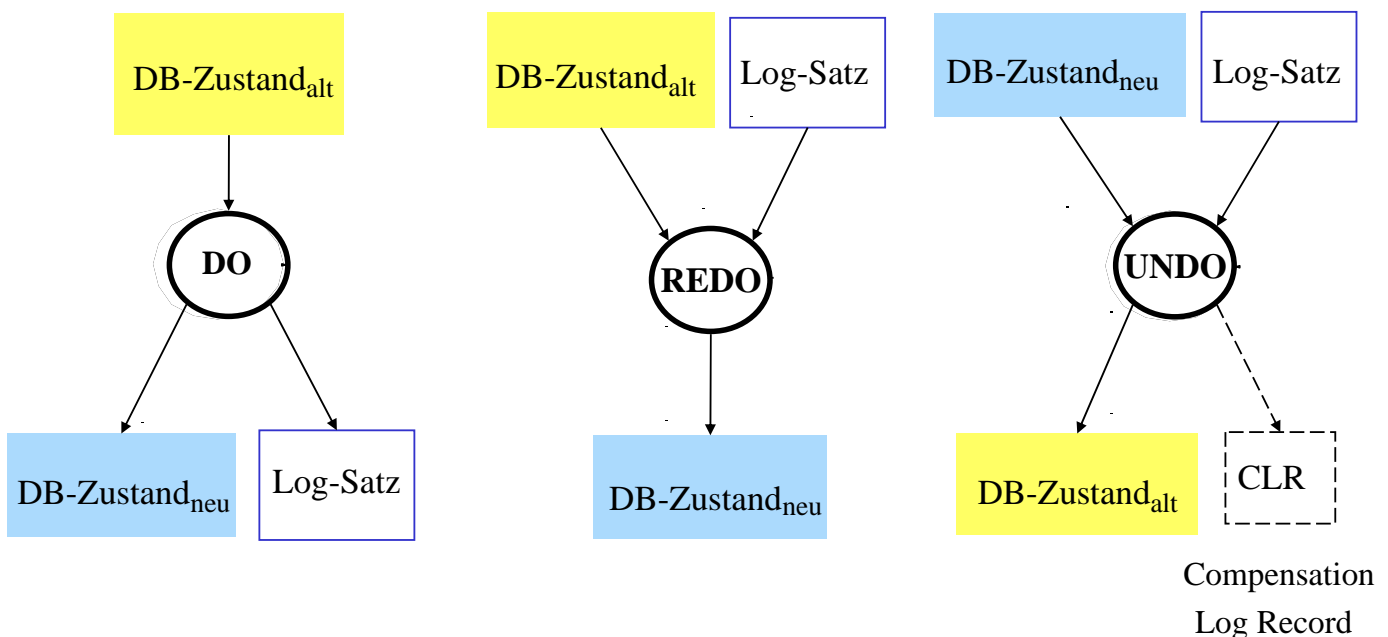 DB-Zustandalt
DO
DB-Zustandneu
Log-Satz
DB-Zustandalt
Log-Satz
REDO
DB-Zustandneu
DB-Zustandneu
Log-Satz
UNDO
DB-Zustandalt
CLR
Compensation
Log Record